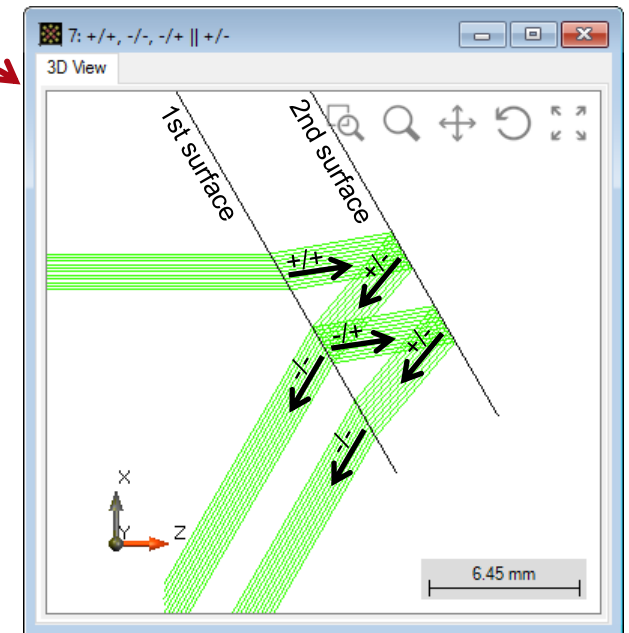 7: +/+, -/-, -/+ || +/-
3D View
1st surface
2nd surface
+/+
+/-
-/+
+/-
-/-
-/-
X
Y
Z
6.45 mm